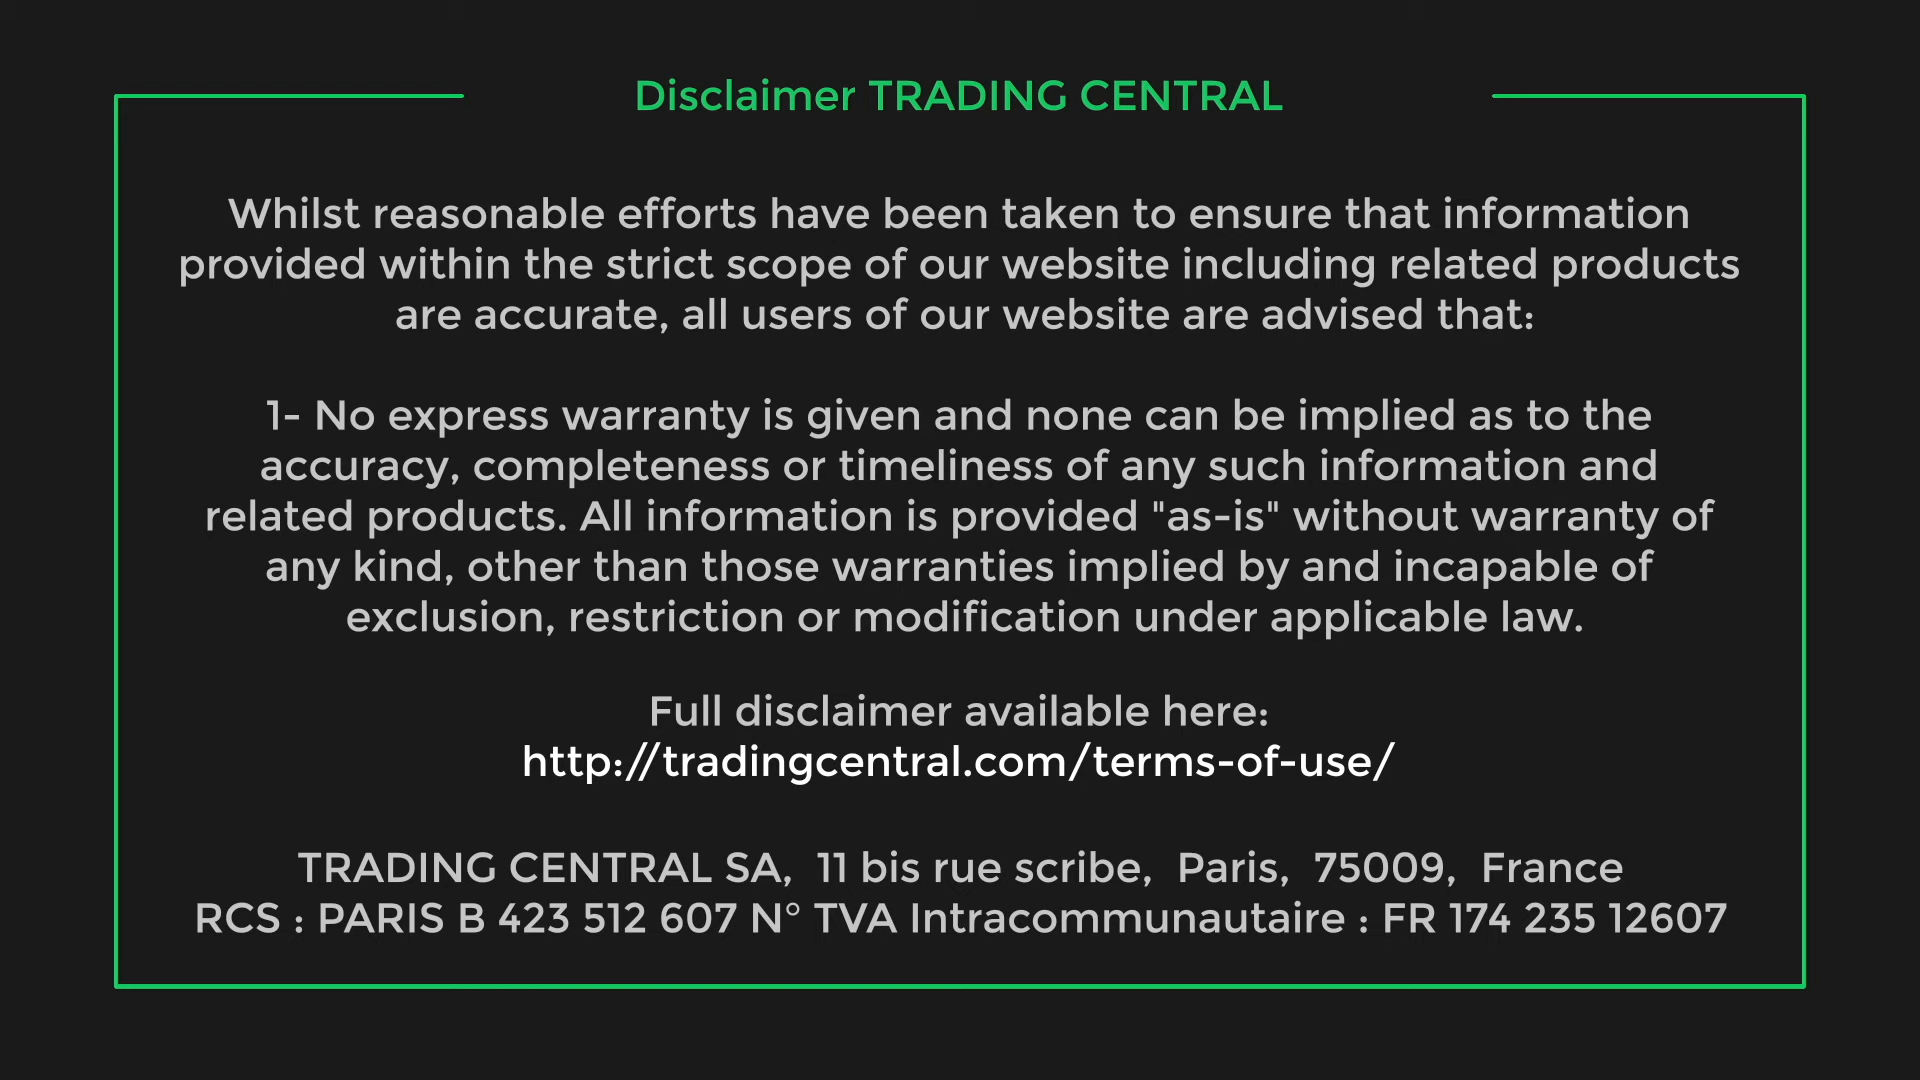 Disclaimer TRADING CENTRAL
Whilst reasonable efforts have been taken to ensure that information
provided within the strict scope of our website including related products
are accurate, all users of our website are advised that:
1- No express warranty is given and none can be implied as to the
accuracy, completeness or timeliness of any such information and
related products. All information is provided "as-is" without warranty of
any kind, other than those warranties implied by and incapable of
exclusion, restriction or modification under applicable law.
Full disclaimer available here:
http://tradingcentral.com/terms-of-use/
TRADING CENTRAL SA, 11 bis rue scribe, Paris, 75009, France
RCS : PARIS B 423 512 607 N° TVA Intracommunautaire : FR 174 235 12607